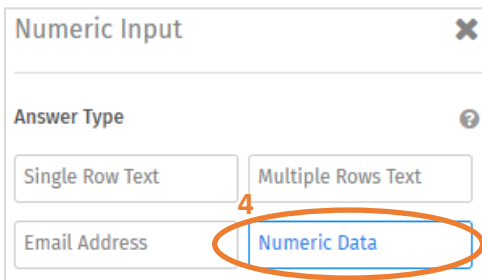 Numeric Input
Answer Type
Single Row Text Multiple Rows Text
4
Email Address Numeric Data